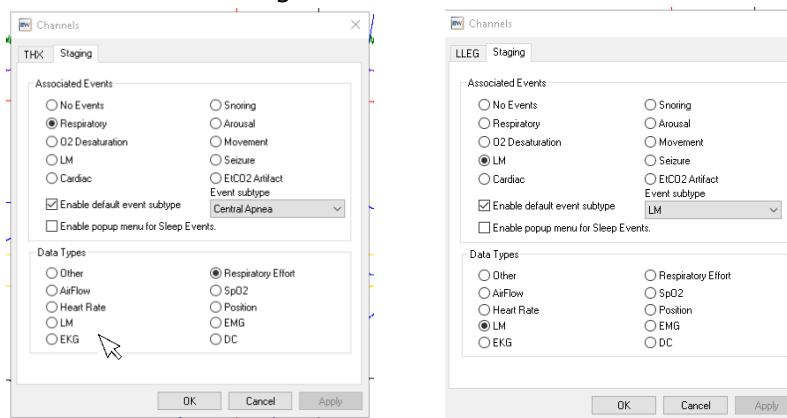 Channels
THX Staging
Associated Events
No Events Snoring
Respiratory Arousal
O2 Desaturation Movement
LM Seizure
Cardiac EtCO2 Artifact
Event subtype
Enable default event subtype Central Apnea
Enable popup menu for Sleep Events.
Data Types
Other Respiratory Effort
AirFlow SpO2
Heart Rate Position
LM EMG
EKG DC
OK Cancel Apply
Channels
LLEG Staging
Associated Events
No Events Snoring
Respiratory Arousal
O2 Desaturation Movement
LM Seizure
Cardiac EtCO2 Artifact
Event subtype
Enable default event subtype LM
Enable popup menu for Sleep Events.
Data Types
Other Respiratory Effort
AirFlow SpO2
Heart Rate Position
LM EMG
EKG DC
OK Cancel Apply